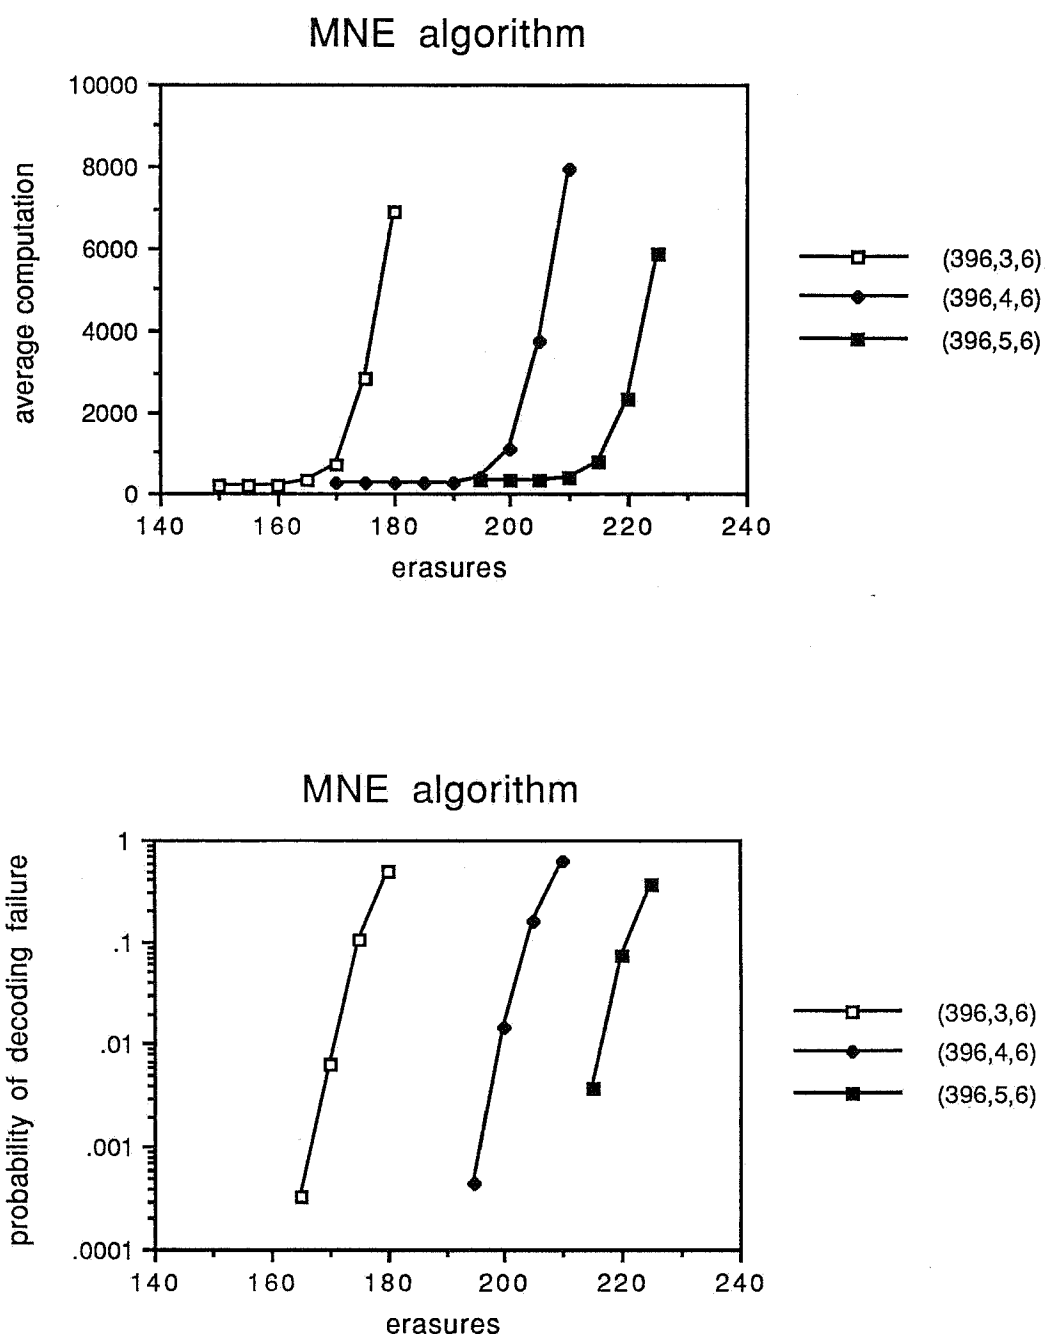 MNE algorithm
10000
8000
6000
4000
2000
0
average computation
140 160 180 200 220 240
erasures
(396,3,6)
(396,4,6)
(396,5,6)
MNE algorithm
1
.1
.01
.001
.0001
probability of decoding failure
140 160 180 200 220 240
erasures
(396,3,6)
(396,4,6)
(396,5,6)